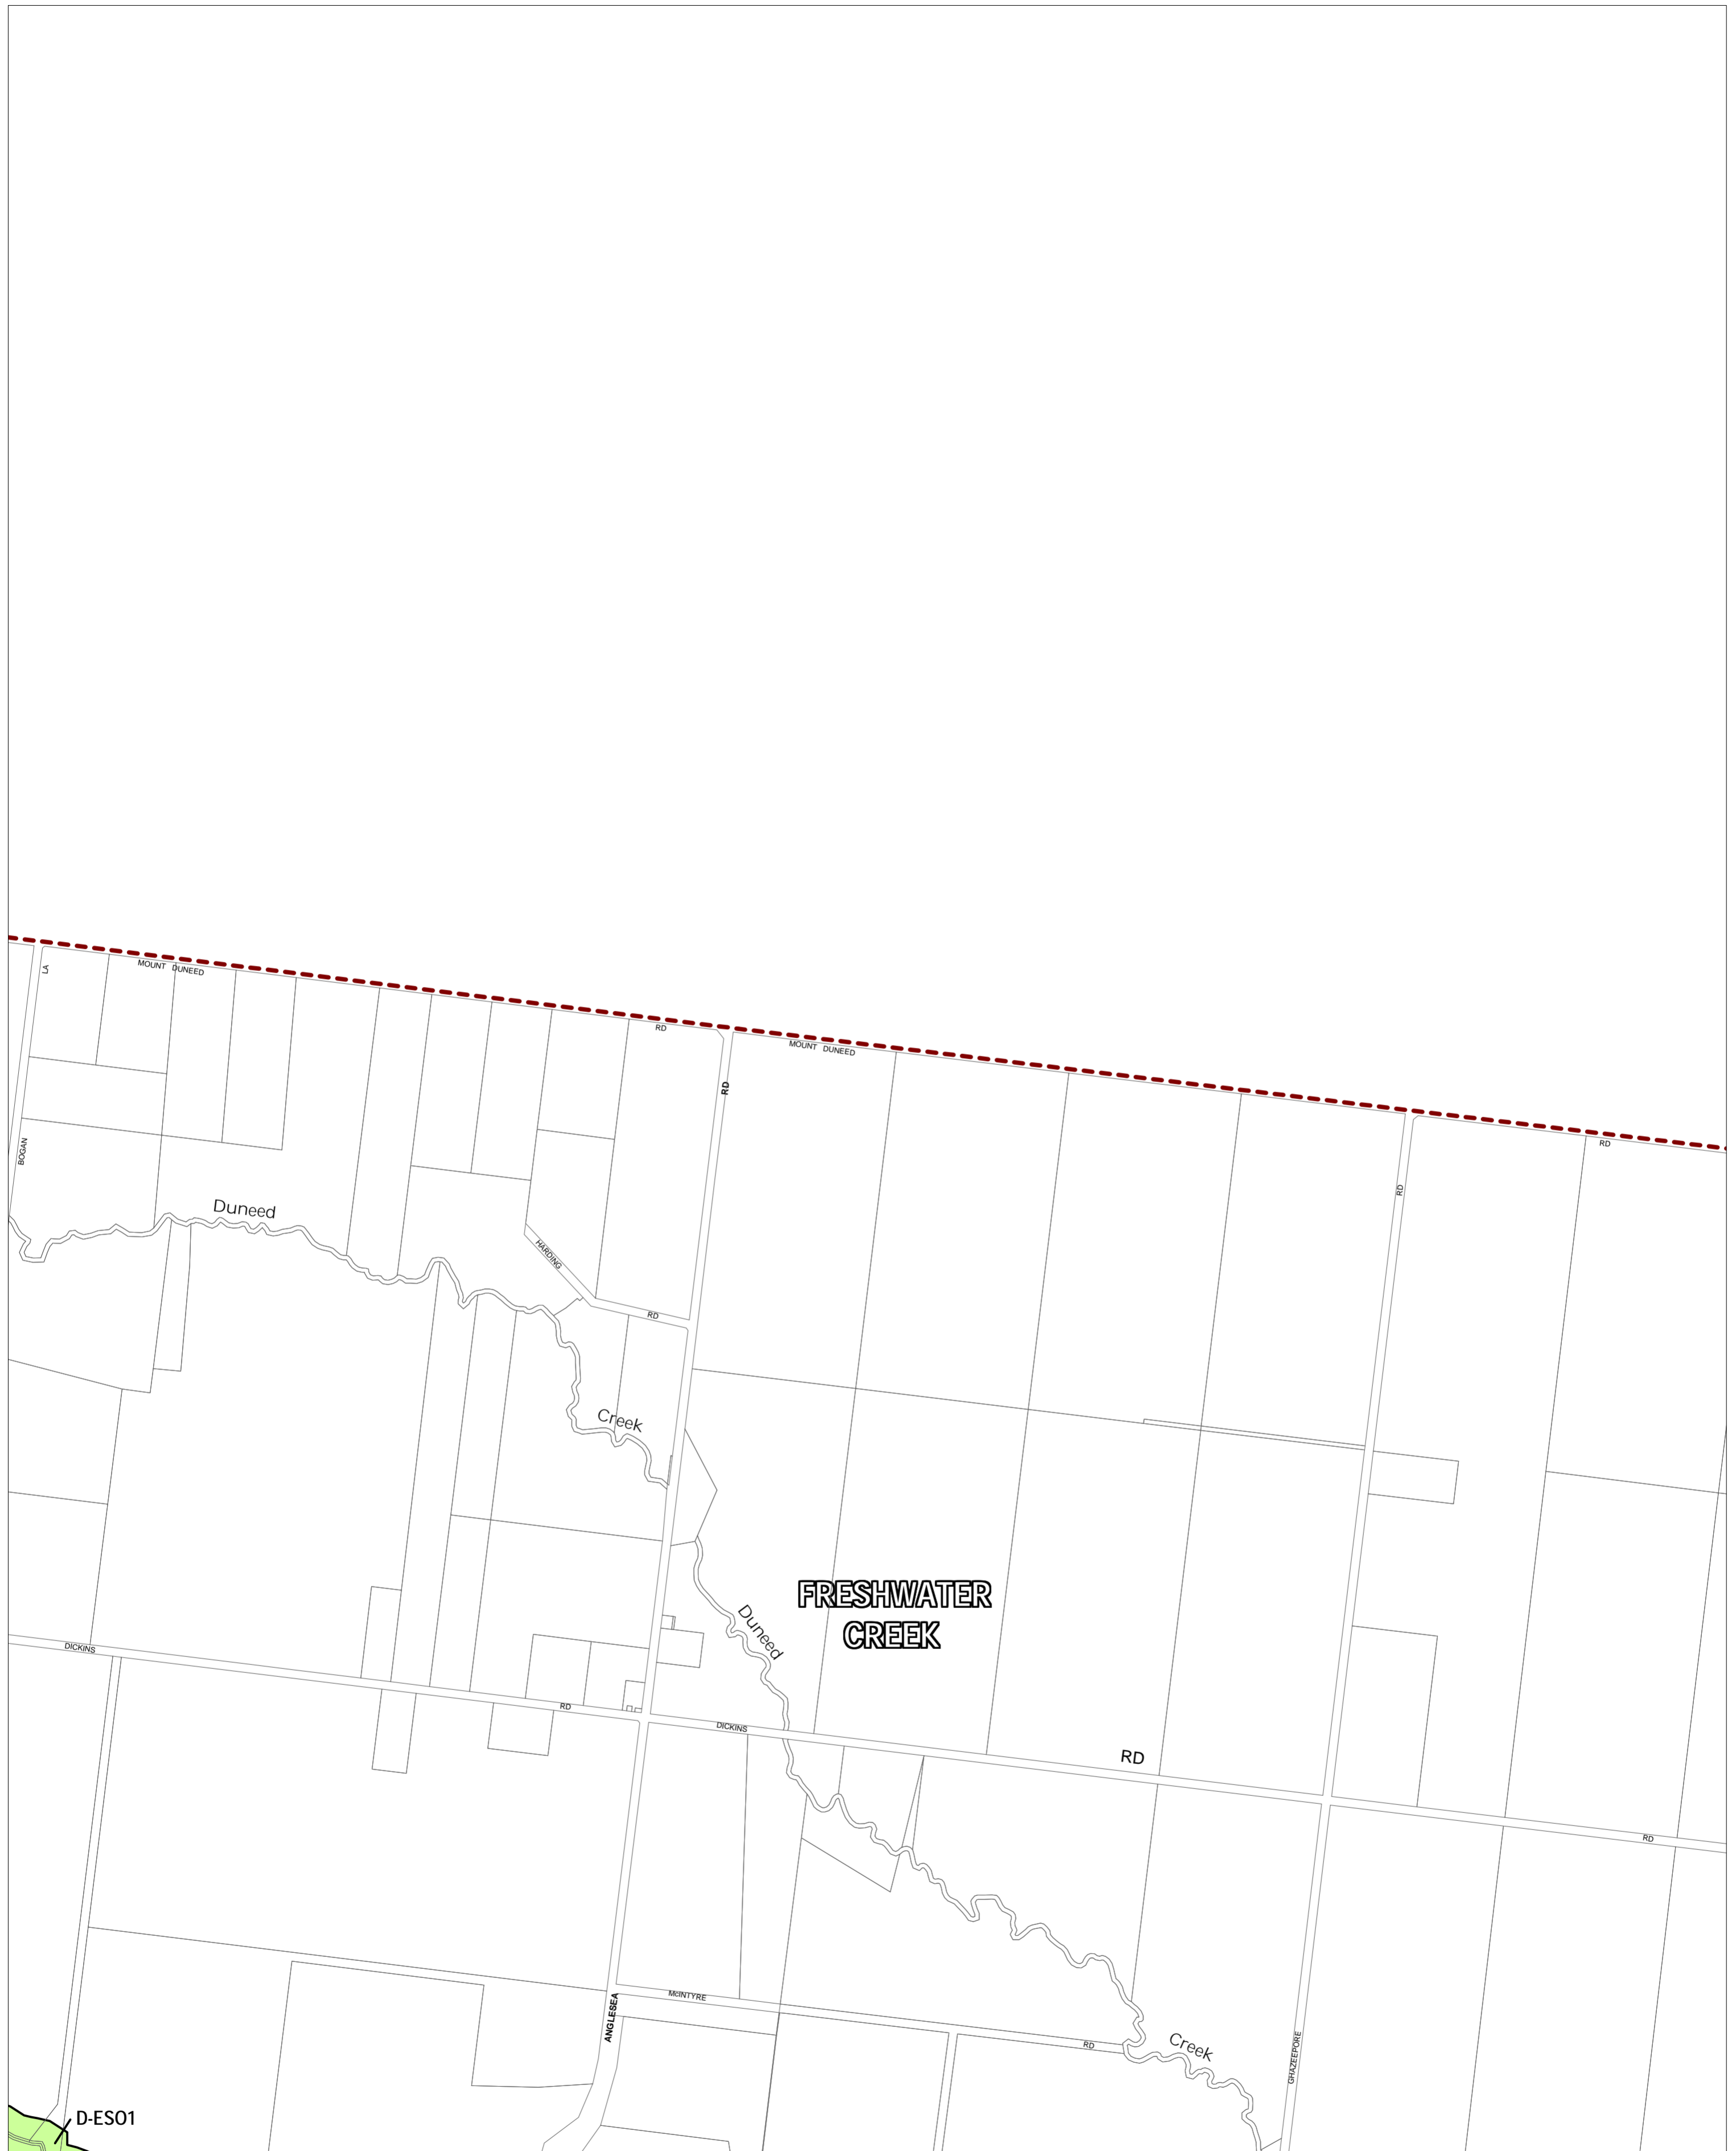 LA
MOUNT DUNEED
RD
MOUNT DUNEED
RD
RD
BOGAN
RD
Duneed
HARDING
RD
Creek
FRESHWATER
CREEK
Duneed
DICKINS
RD
DICKINS
RD
RD
McINTYRE
ANGLESEA
RD
Creek
GHAZEEPORE
D-ESO1